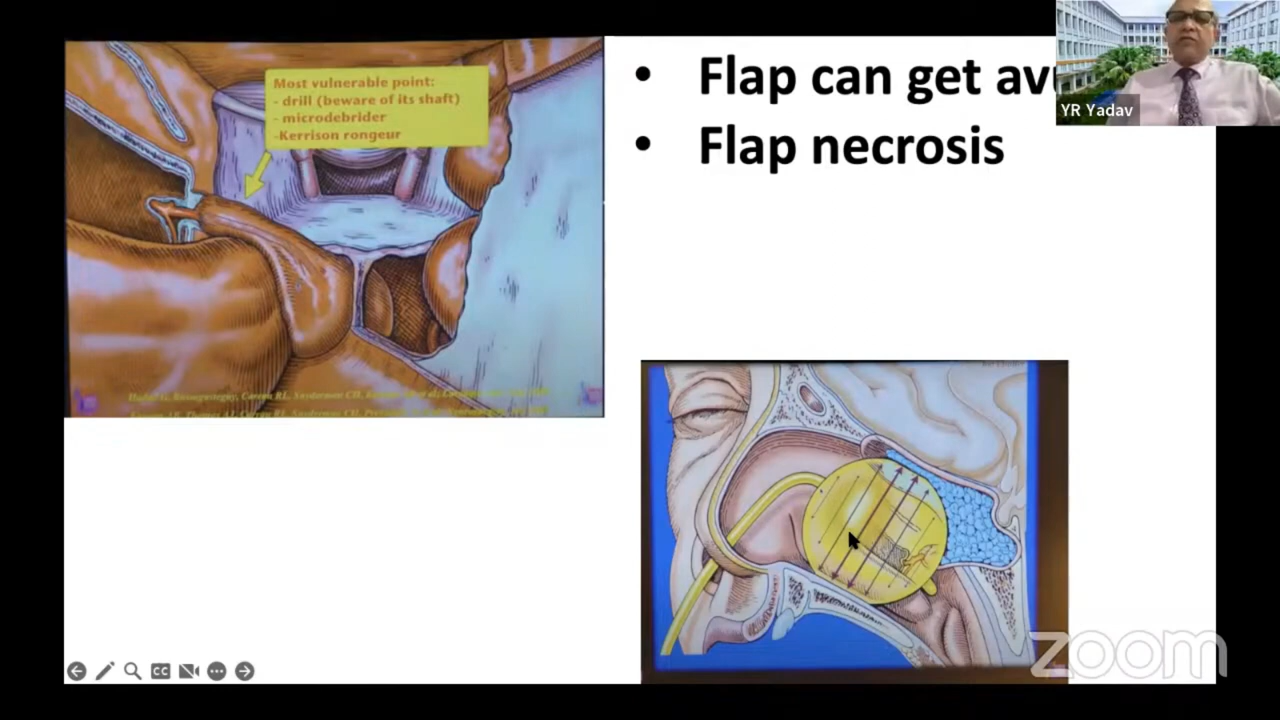 Most vulnerable point:
- drill (beware of its shaft)
- microdebrider
-Kerrison rongeur
• Flap can get av
• Flap necrosis
YR Yadav
CC
zoom